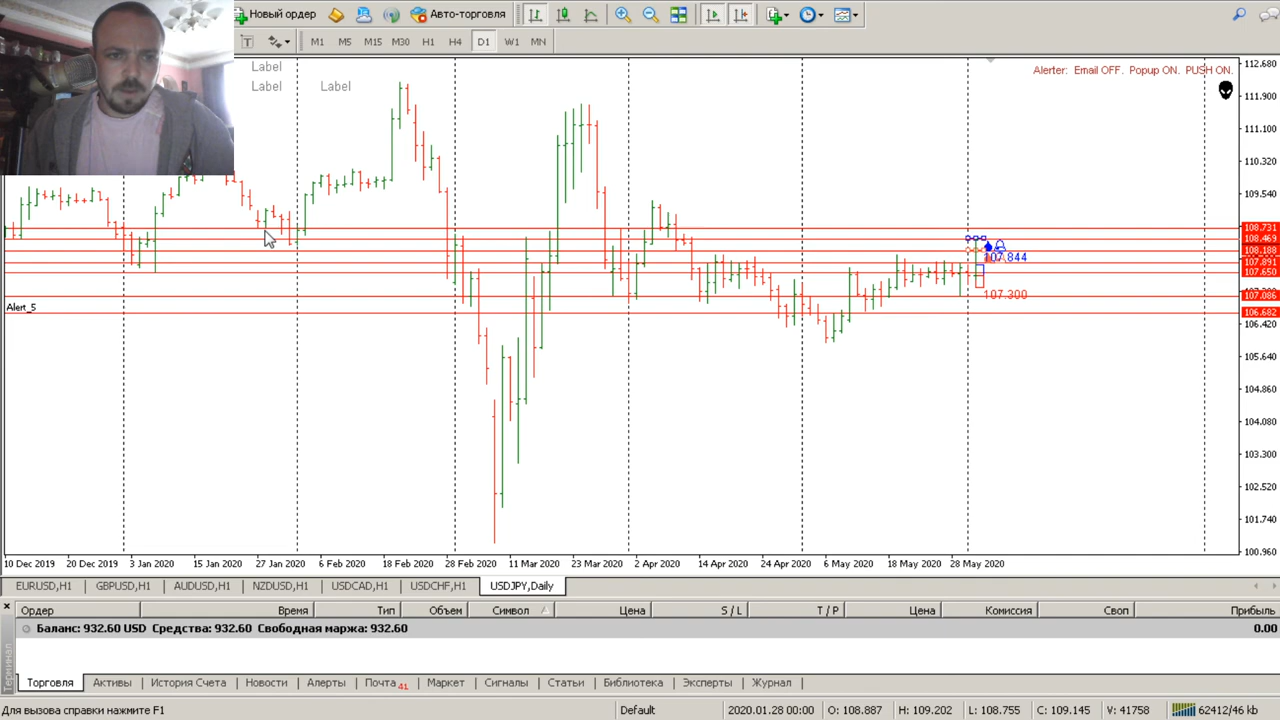 Новый ордер Авто-торговля
T M1 M5 M15 M30 H1 H4 D1 W1 MN
Label
Label Label
Alerter: Email OFF. Popup ON. PUSH ON.
112.680
111.900
111.100
110.320
109.540
108.731
108.469
108.188
107.891
107.650
107.086
106.682
106.420
105.640
104.860
104.080
103.300
102.520
101.740
100.960
107.844
107.300
Alert_5
10 Dec 2019 20 Dec 2019 3 Jan 2020 15 Jan 2020 27 Jan 2020 6 Feb 2020 18 Feb 2020 28 Feb 2020 11 Mar 2020 23 Mar 2020 2 Apr 2020 14 Apr 2020 24 Apr 2020 6 May 2020 18 May 2020 28 May 2020
EURUSD,H1 GBPUSD,H1 AUDUSD,H1 NZDUSD,H1 USDCAD,H1 USDCHF,H1 USDJPY,Daily
Ордер Время Тип Объем Символ Цена S / L T / P Цена Комиссия Своп Прибыль
Баланс: 932.60 USD Средства: 932.60 Свободная маржа: 932.60 0.00
Терминал
Торговля Активы История Счета Новости Алерты Почта 41 Маркет Сигналы Статьи Библиотека Эксперты Журнал
Для вызова справки нажмите F1 Default 2020.01.28 00:00 O: 108.887 H: 109.202 L: 108.755 C: 109.145 V: 41758 62412/46 kb